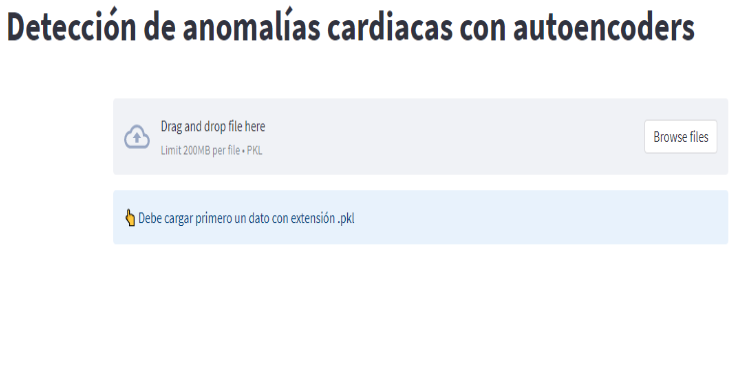 Detección de anomalías cardiacas con autoencoders
Drag and drop file here
Limit 200MB per file • PKL
Browse files
👆 Debe cargar primero un dato con extensión .pkl